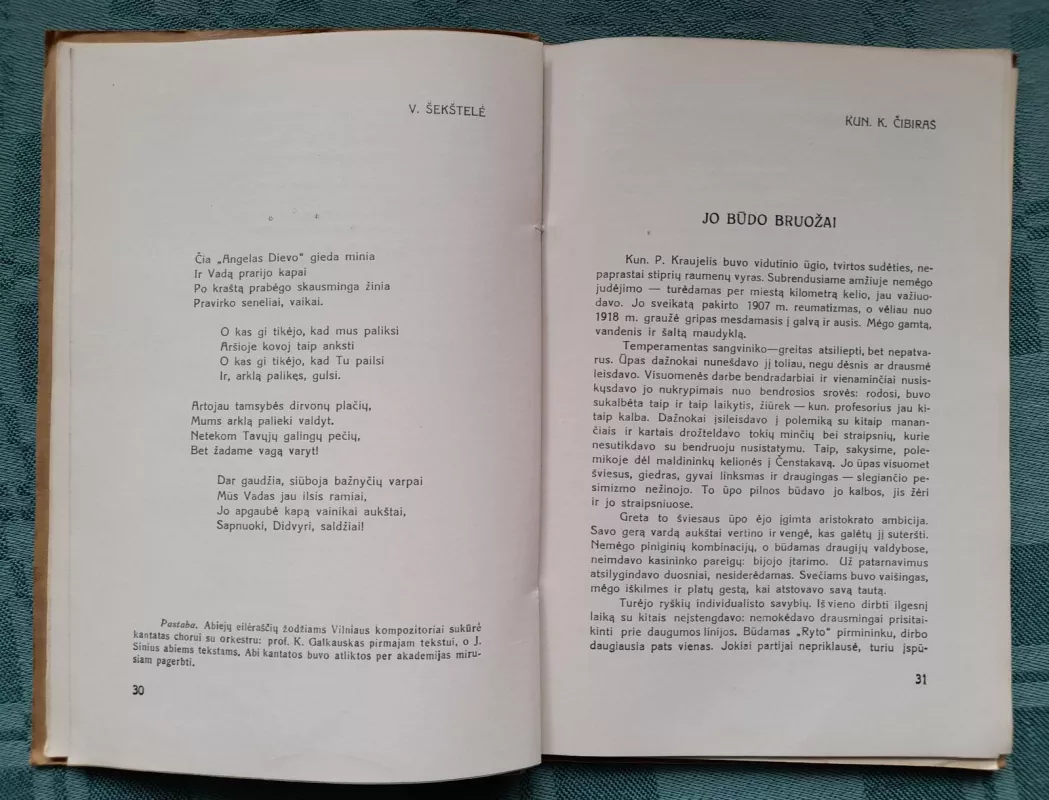 V. ŠEKŠTELĖ
Čia „Angelas Dievo“ gieda minia
Ir Vadą prarijo kapai
Po kraštą prabėgo skausminga žinia
Pravirko seneliai, vaikai.
O kas gi tikėjo, kad mus paliksi
Aršioje kovoj taip anksti
O kas gi tikėjo, kad Tu pailsi
Ir, arklą palikęs, gulsi.
Artojau tamsybės dirvonų plačių,
Mums arklą palieki valdyt.
Netekom Tavųjų galingų pečių,
Bet žadame vagą varyt!
Dar gaudžia, siūboja bažnyčių varpai
Mūs Vadas jau ilsis ramiai,
Jo apgaubė kapą vainikai aukštai,
Sapnuoki, Didvyri, saldžiai!
Pastaba. Abiejų eilėraščių žodžiams Vilniaus kompozitoriai sukūrė
kantatas chorui su orkestru: prof. K. Galkauskas pirmajam tekstui, o J.
Sinius abiems tekstams. Abi kantatos buvo atliktos per akademijas miru-
siam pagerbti.
30
KUN. K. ČIBIRAS
JO BŪDO BRUOŽAI
Kun. P. Kraujelis buvo vidutinio ūgio, tvirtos sudėties, ne-
paprastai stiprių raumenų vyras. Subrendusiame amžiuje nemėgo
judėjimo — turėdamas per miestą kilometrą kelio, jau važiuo-
davo. Jo sveikatą pakirto 1907 m. reumatizmas, o vėliau nuo
1918 m. graužė gripas mesdamasis į galvą ir ausis. Mėgo gamtą,
vandenis ir šaltą maudyklą.
Temperamentas sangviniko—greitas atsiliepti, bet nepatva-
rus. Ūpas dažnokai nunešdavo jį toliau, negu dėsnis ar drausmė
leisdavo. Visuomenės darbe bendradarbiai ir vienaminčiai nusis-
kųsdavo jo nukrypimais nuo bendrosios srovės: rodosi, buvo
sukalbėta taip ir taip laikytis, žiūrėk — kun. profesorius jau ki-
taip kalba. Dažnokai įsileisdavo į polemiką su kitaip manan-
čiais ir kartais drožteldavo tokių minčių bei straipsnių, kurie
nesutikdavo su bendruoju nusistatymu. Taip, sakysime, pole-
mikoje dėl maldininkų kelionės į Čenstakavą. Jo ūpas visuomet
šviesus, giedras, gyvai linksmas ir draugingas — slegiančio pe-
simizmo nežinojo. To ūpo pilnos būdavo jo kalbos, jis žėri
ir jo straipsniuose.
Greta to šviesaus ūpo ėjo įgimta aristokrato ambicija.
Savo gerą vardą aukštai vertino ir vengė, kas galėtų jį suteršti.
Nemėgo piniginių kombinacijų, o būdamas draugijų valdybose,
neimdavo kasininko pareigų: bijojo įtarimo. Už patarnavimus
atsilygindavo duosniai, nesiderėdamas. Svečiams buvo vaišingas,
mėgo iškilmes ir platų gestą, kai atstovavo savą tautą.
Turėjo ryškių individualisto savybių. Iš vieno dirbti ilgesnį
laiką su kitais neįstengdavo: nemokėdavo drausmingai prisitai-
kinti prie daugumos linijos. Būdamas „Ryto“ pirmininku, dirbo
daugiausia pats vienas. Jokiai partijai nepriklausė, turiu įspū-
31